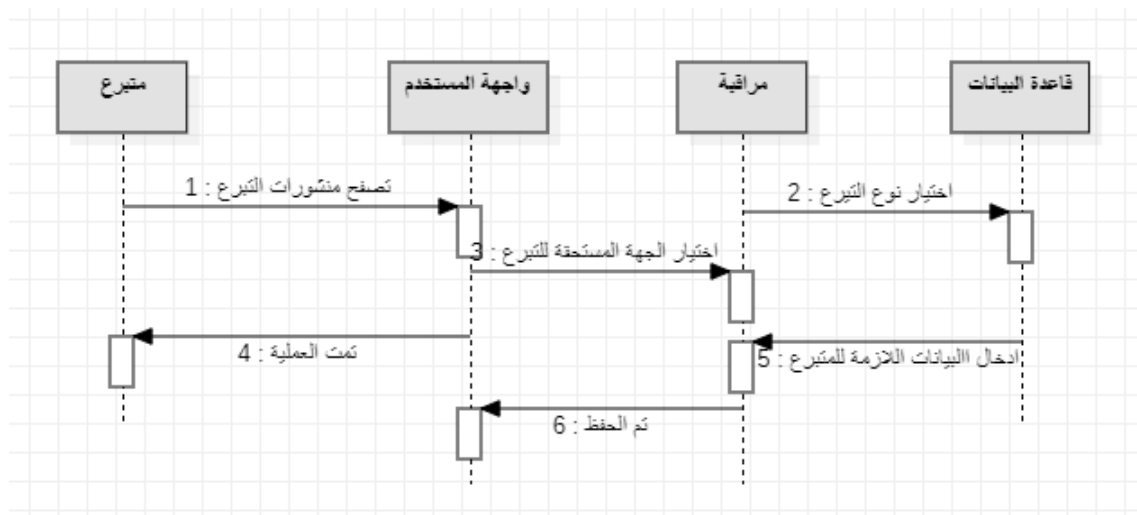 متبرع
واجهة المستخدم
مراقبة
قاعدة البيانات
1 : تصفح منشورات التبرع
2 : اختيار نوع التبرع
3 : اختيار الجهة المستحقة للتبرع
4 : تمت العملية
5 : ادخال االبيانات اللازمة للمتبرع
6 : تم الحفظ